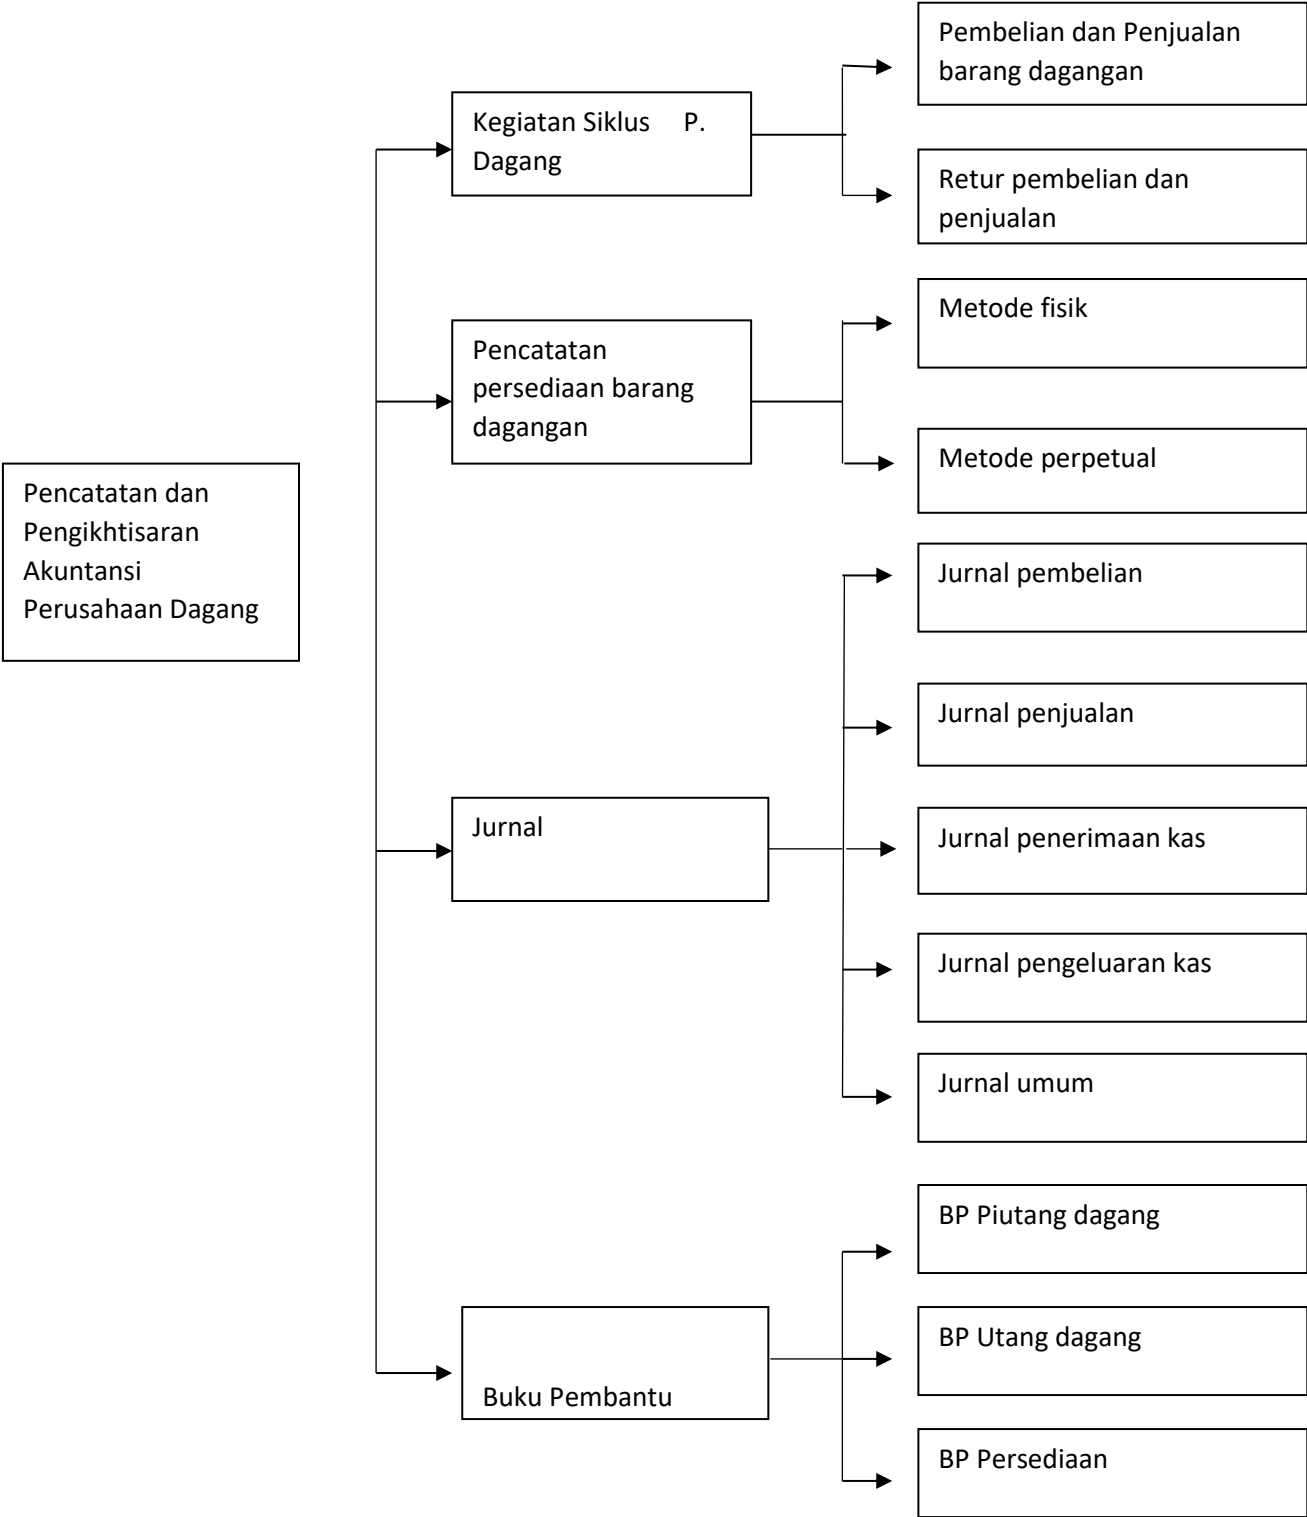 Pencatatan dan
Pengikhtisaran
Akuntansi
Perusahaan Dagang
Kegiatan Siklus P.
Dagang
Pembelian dan Penjualan
barang dagangan
Retur pembelian dan
penjualan
Pencatatan
persediaan barang
dagangan
Metode fisik
Metode perpetual
Jurnal
Jurnal pembelian
Jurnal penjualan
Jurnal penerimaan kas
Jurnal pengeluaran kas
Jurnal umum
Buku Pembantu
BP Piutang dagang
BP Utang dagang
BP Persediaan